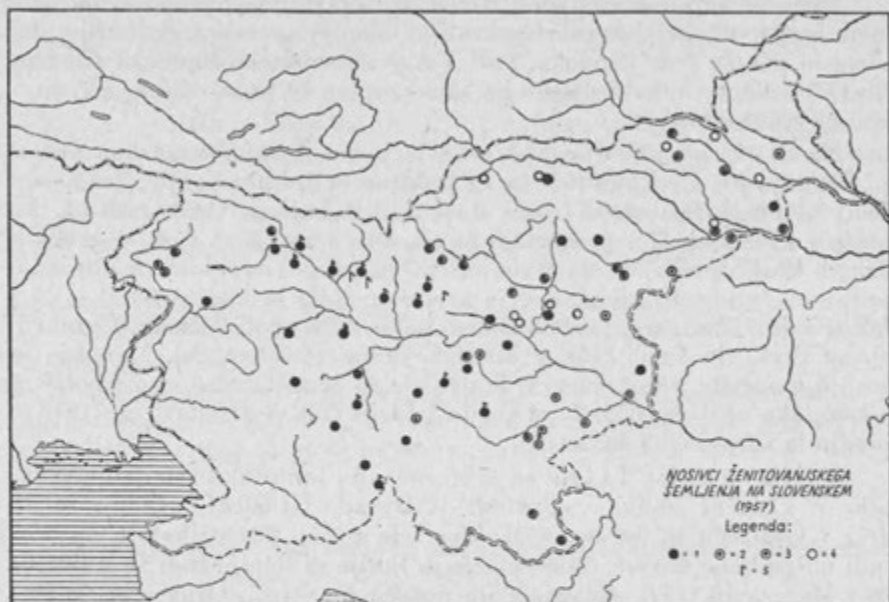 NOSIVCI ŽENITOVANJSKEGA
ŠEMLJENJA NA SLOVENSKEM
(1957)
Legenda:
● = 1 ◉ = 2 ⊙ = 3 ○ = 4
r = 5